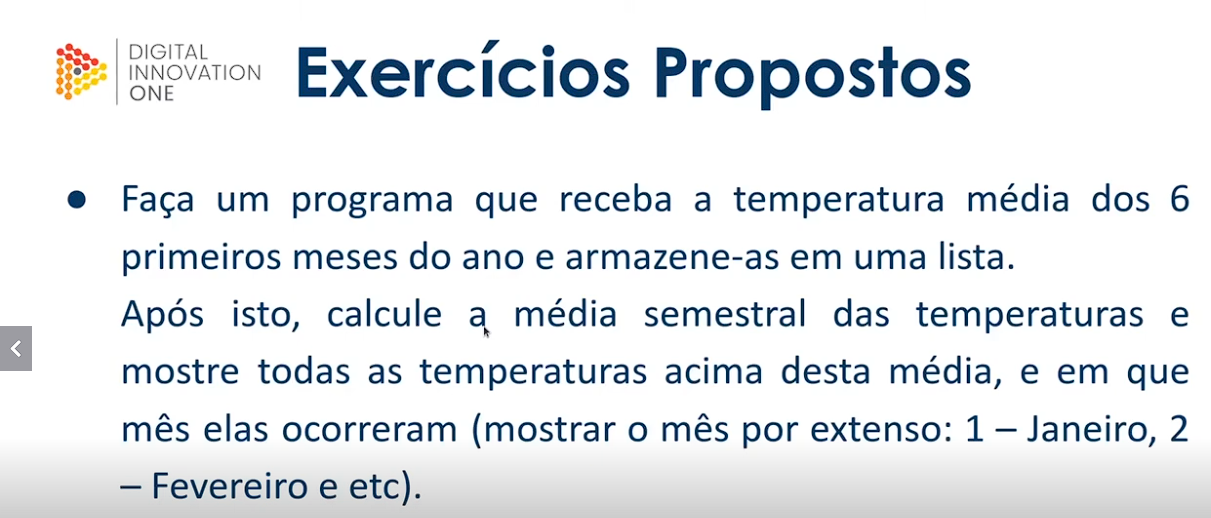 DIGITAL
INNOVATION
ONE
Exercícios Propostos
● Faça um programa que receba a temperatura média dos 6
primeiros meses do ano e armazene-as em uma lista.
Após isto, calcule a média semestral das temperaturas e
mostre todas as temperaturas acima desta média, e em que
mês elas ocorreram (mostrar o mês por extenso: 1 – Janeiro, 2
– Fevereiro e etc).